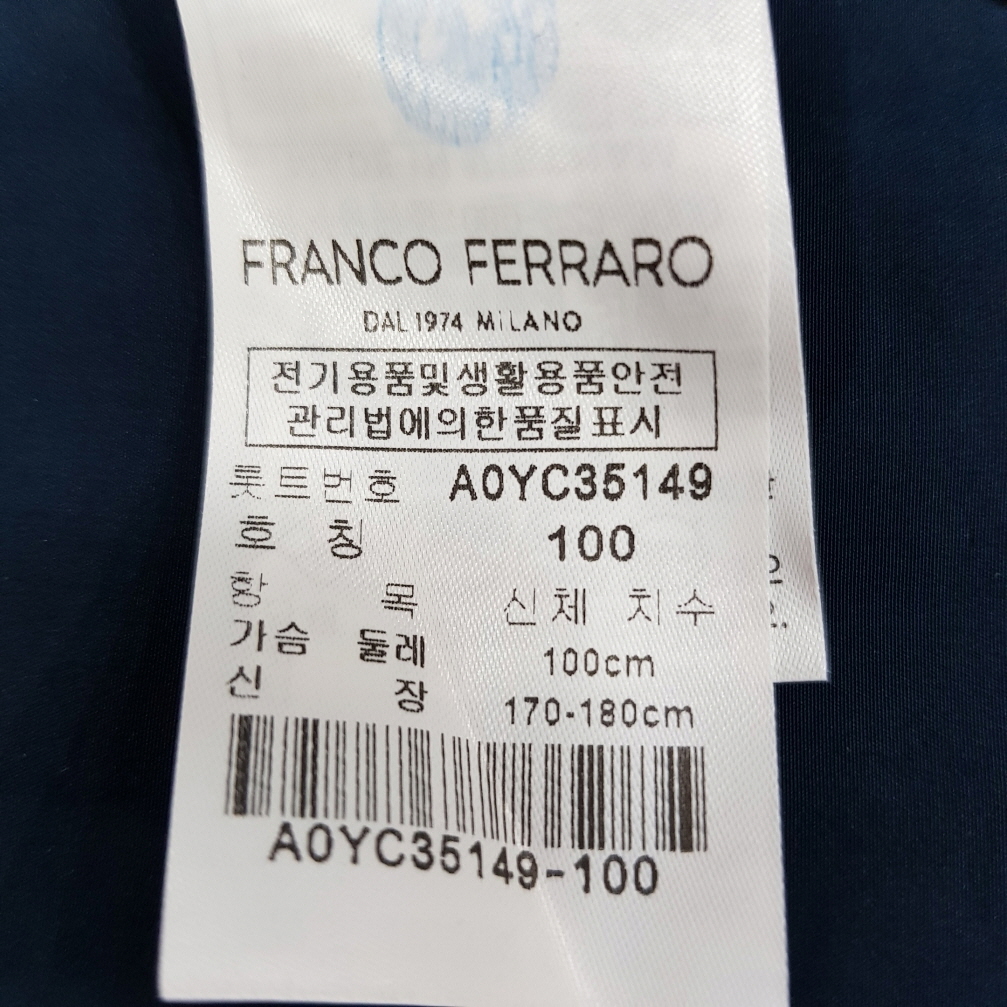 FRANCO FERRARO
DAL 1974 MiLANO
전기용품및생활용품안전
관리법에의한품질표시
롯트번호 A0YC35149
호 칭 100
항 목 신체 치수
가슴 둘레 100cm
신 장 170-180cm
A0YC35149-100